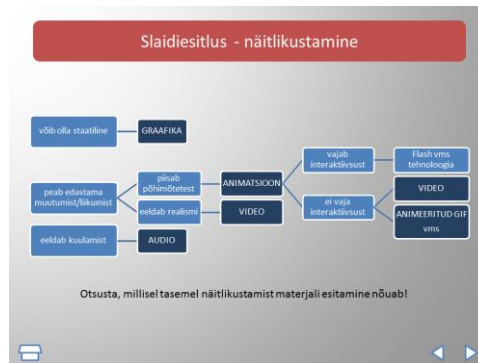 Slaidiesitlus - näitlikustamine
võib olla staatiline
GRAAFIKA
peab edastama
muutumist/liikumist
piisab
põhimõtetest
ANIMATSIOON
vajab
interaktiivsust
Flash vms
tehnoloogia
ei vaja
interaktiivsust
VIDEO
ANIMEERITUD GIF
vms
eeldab realismi
VIDEO
eeldab kuulamist
AUDIO
Otsusta, millisel tasemel näitlikustamist materjali esitamine nõuab!